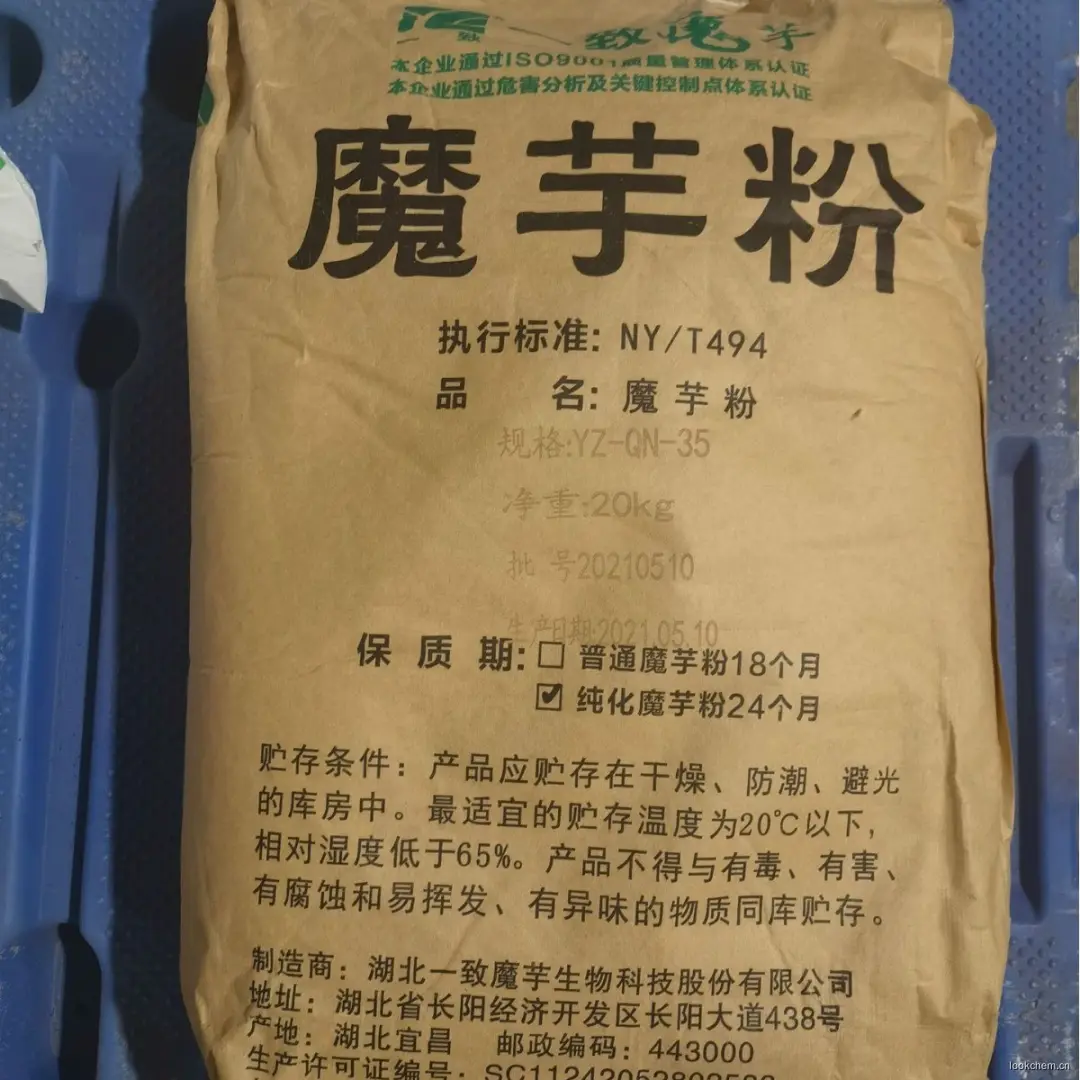 一致
一致魔芋
本企业通过ISO9001质量管理体系认证
本企业通过危害分析及关键控制点体系认证
魔芋粉
执行标准: NY/T494
品 名: 魔芋粉
规格:YZ-QN-35
净重:20kg
批 号20210510
生产日期:2021.05.10
保 质 期: □ 普通魔芋粉18个月
☑ 纯化魔芋粉24个月
贮存条件: 产品应贮存在干燥、防潮、避光
的库房中。最适宜的贮存温度为20℃以下,
相对湿度低于65%。产品不得与有毒、有害、
有腐蚀和易挥发、有异味的物质同库贮存。
制造商: 湖北一致魔芋生物科技股份有限公司
地址: 湖北省长阳经济开发区长阳大道438号
产地: 湖北宜昌 邮政编码: 443000
生产许可证编号:
lookchem.cn